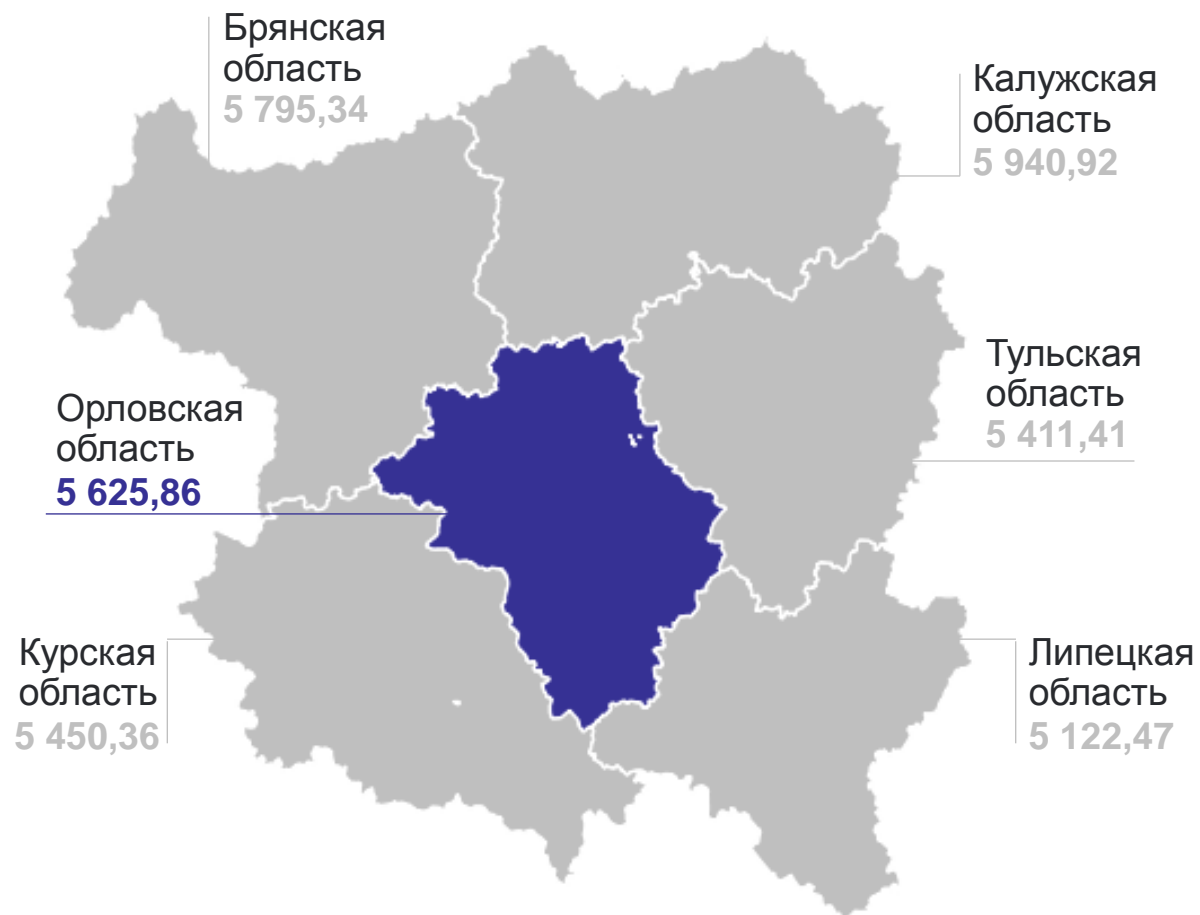 Брянская
область
5 795,34
Калужская
область
5 940,92
Тульская
область
5 411,41
Орловская
область
5 625,86
Курская
область
5 450,36
Липецкая
область
5 122,47